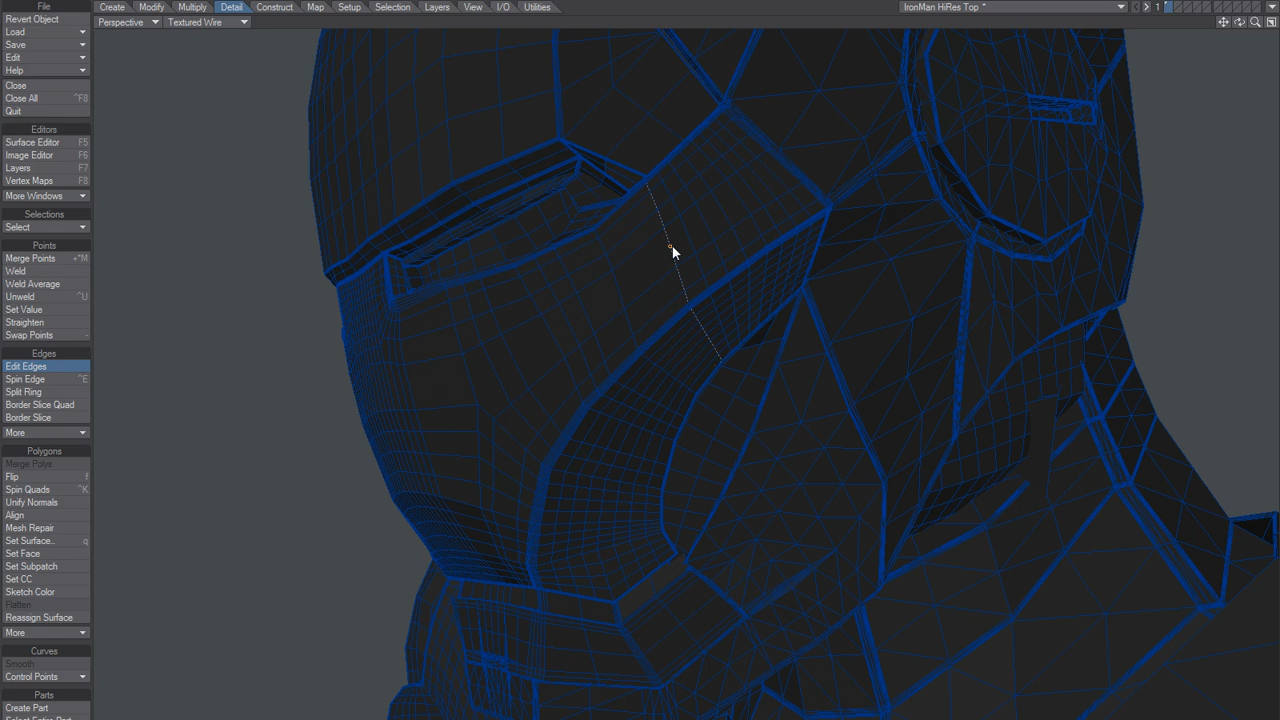 File
Create Modify Multiply Detail Construct Map Setup Selection Layers View I/O Utilities
IronMan HiRes Top * 1
Perspective Textured Wire
Revert Object
Load
Save
Edit
Help
Close
Close All ^F8
Quit
Editors
Surface Editor F5
Image Editor F6
Layers F7
Vertex Maps F8
More Windows
Selections
Select
Points
Merge Points +"M
Weld
Weld Average
Unweld ^U
Set Value
Straighten
Swap Points -
Edges
Edit Edges
Spin Edge ^E
Split Ring
Border Slice Quad
Border Slice
More
Polygons
Merge Polys
Flip f
Spin Quads ^K
Unify Normals
Align
Mesh Repair
Set Surface.. q
Set Face
Set Subpatch
Set CC
Sketch Color
Flatten
Reassign Surface
More
Curves
Smooth
Control Points
Parts
Create Part